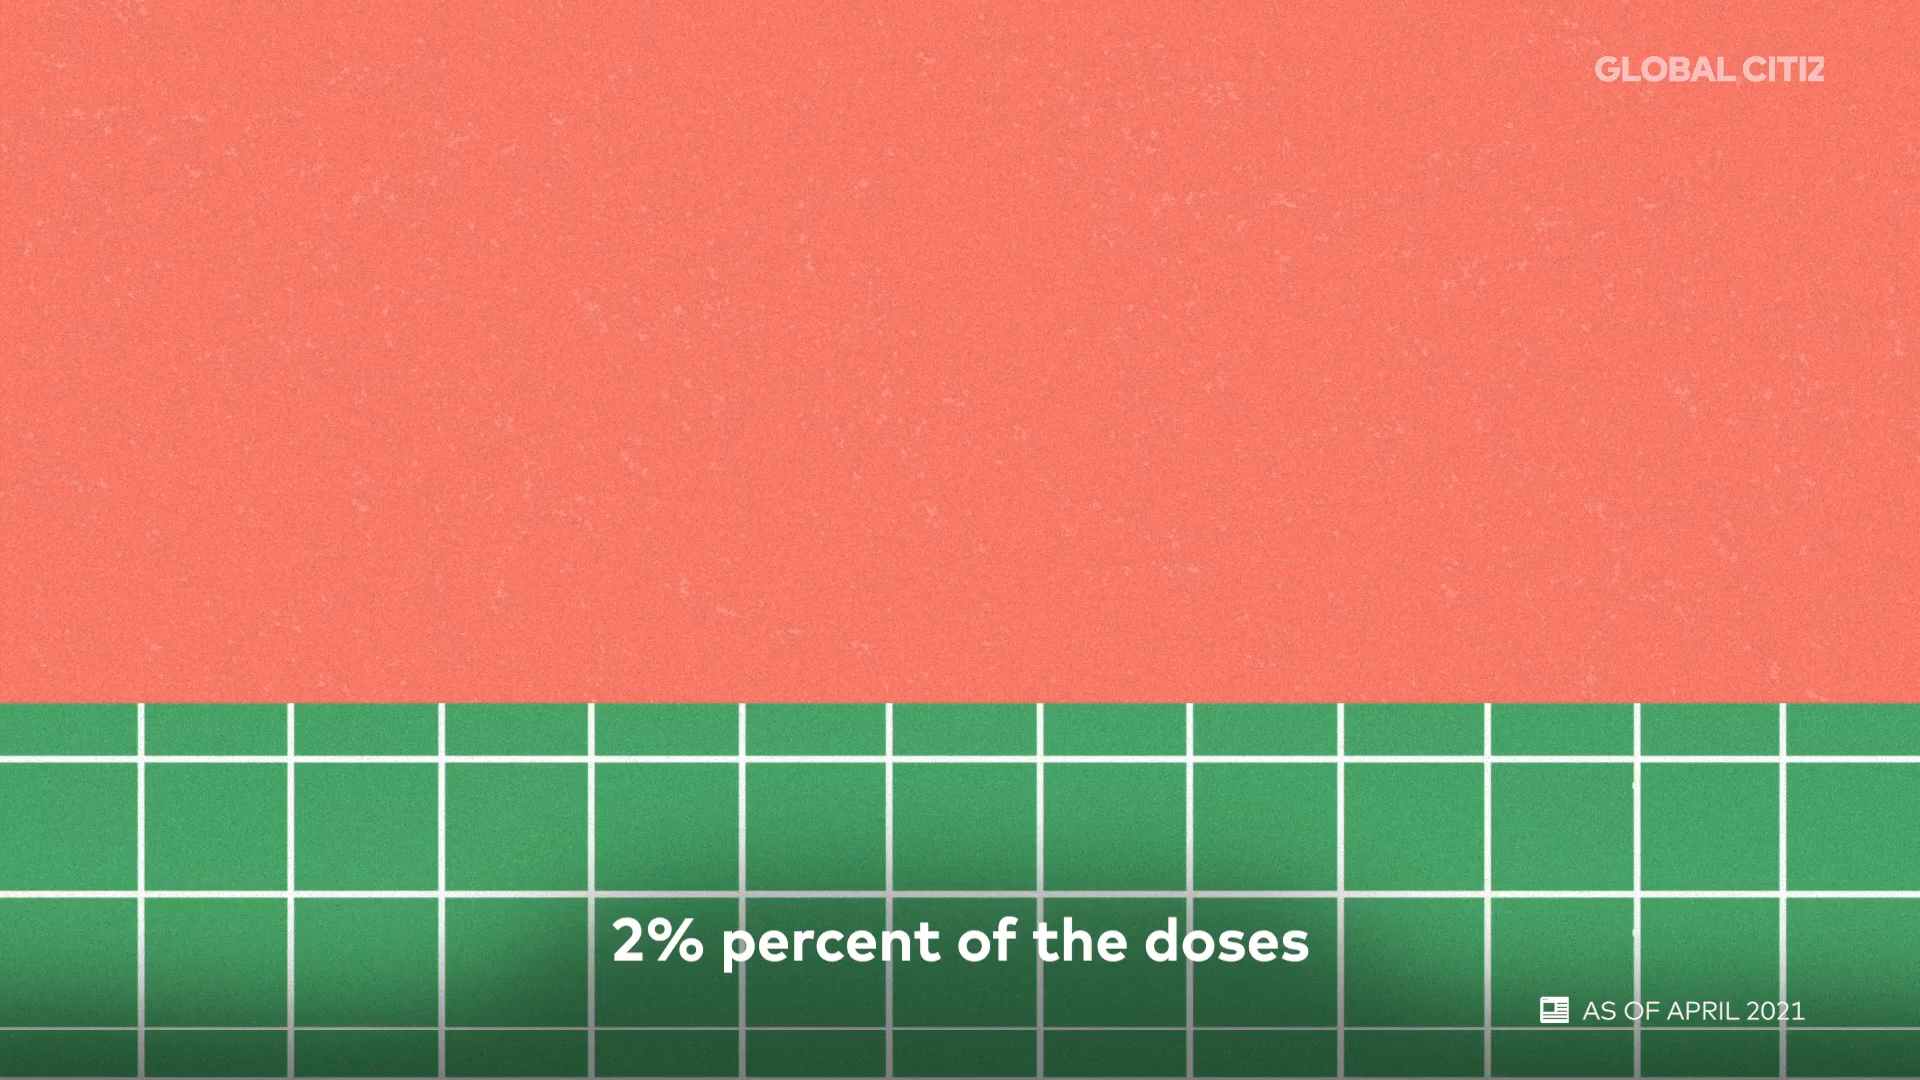 GLOBAL CITIZ
2% percent of the doses
AS OF APRIL 2021